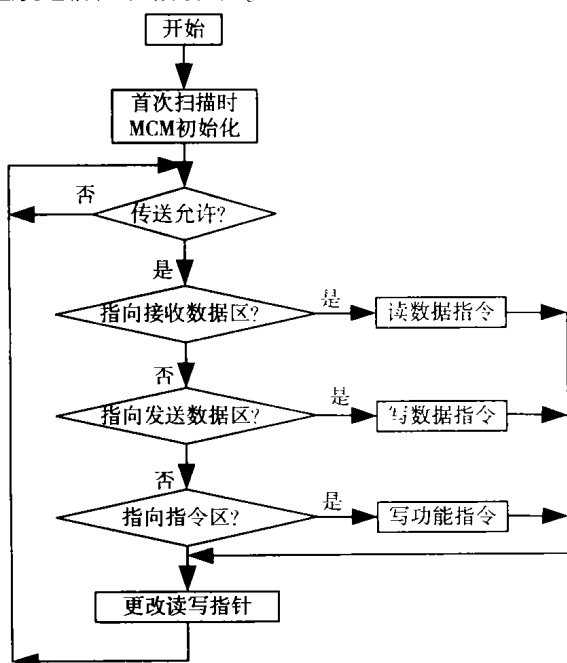 开始
首次扫描时
MCM初始化
否
传送允许?
是
指向接收数据区?
是
读数据指令
否
指向发送数据区?
是
写数据指令
否
指向指令区?
是
写功能指令
更改读写指针